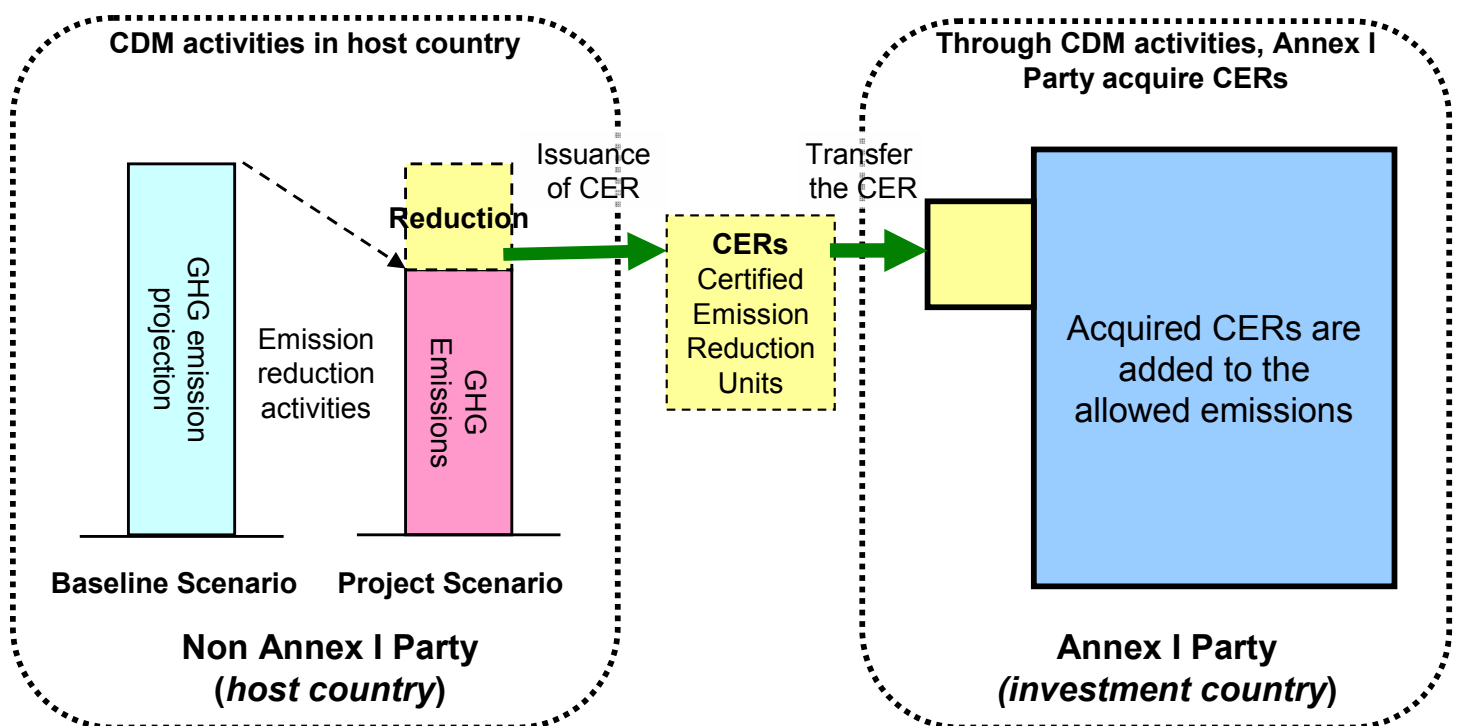 CDM activities in host country
GHG emission
projection
Emission
reduction
activities
Reduction
GHG
Emissions
Baseline Scenario
Project Scenario
Non Annex I Party
(host country)
Issuance
of CER
CERs
Certified
Emission
Reduction
Units
Transfer
the CER
Through CDM activities, Annex I
Party acquire CERs
Acquired CERs are
added to the
allowed emissions
Annex I Party
(investment country)